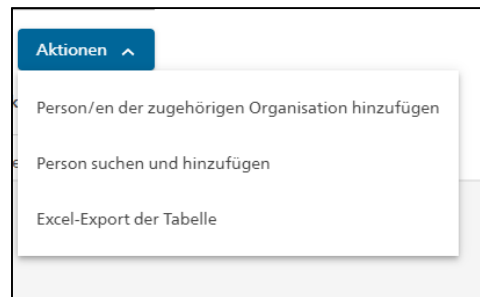 Aktionen
Person/en der zugehörigen Organisation hinzufügen
Person suchen und hinzufügen
Excel-Export der Tabelle